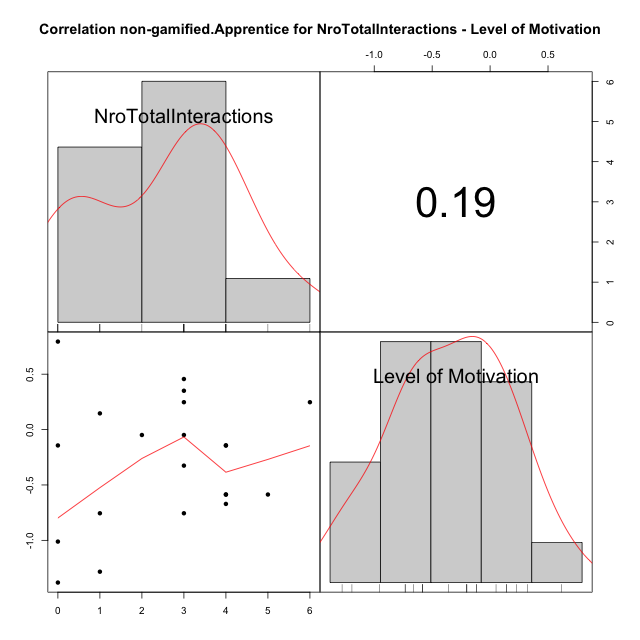 Correlation non-gamified.Apprentice for NroTotalInteractions - Level of Motivation
-1.0 -0.5 0.0 0.5
NroTotalInteractions
0.19
6
5
4
3
2
1
0
0.5
0.0
-0.5
-1.0
Level of Motivation
0 1 2 3 4 5 6